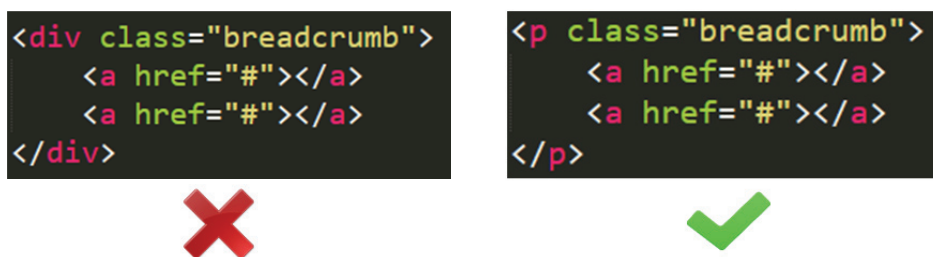 <div class="breadcrumb">
    <a href="#"></a>
    <a href="#"></a>
</div>
<p class="breadcrumb">
    <a href="#"></a>
    <a href="#"></a>
</p>